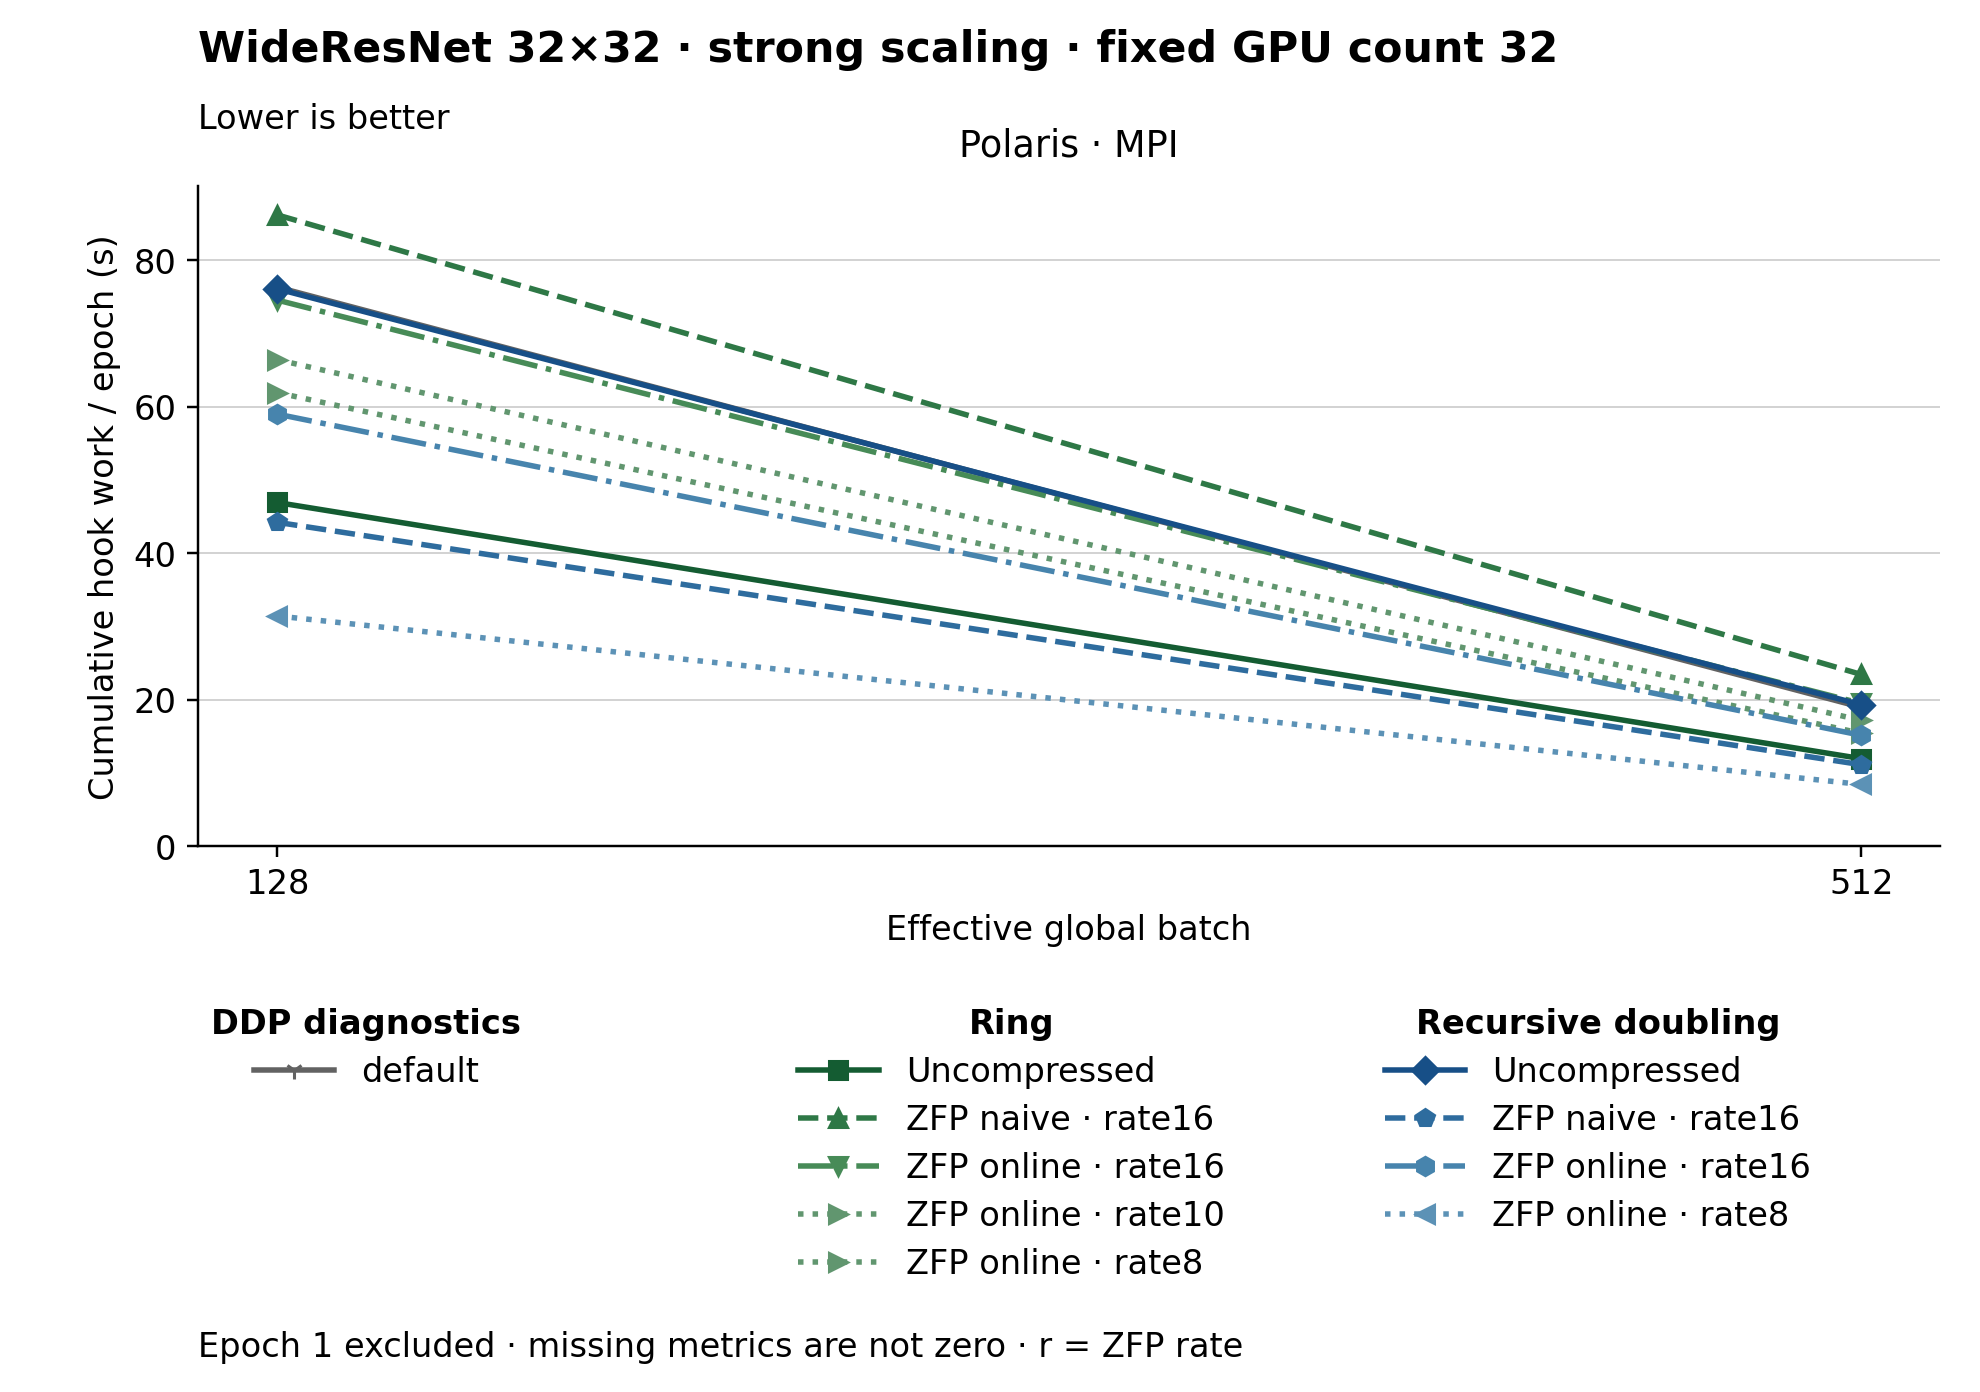 WideResNet 32×32 · strong scaling · fixed GPU count 32
Lower is better
Polaris · MPI
Cumulative hook work / epoch (s)
80
60
40
20
0
128
512
Effective global batch
DDP diagnostics
default
Ring
Uncompressed
ZFP naive · rate16
ZFP online · rate16
ZFP online · rate10
ZFP online · rate8
Recursive doubling
Uncompressed
ZFP naive · rate16
ZFP online · rate16
ZFP online · rate8
Epoch 1 excluded · missing metrics are not zero · r = ZFP rate